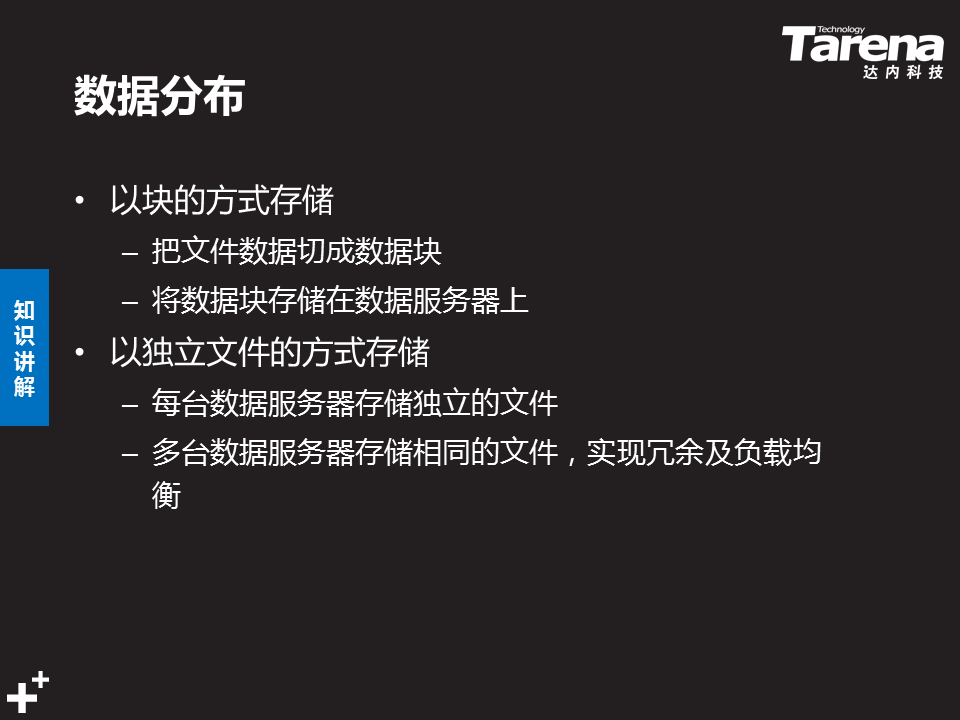 Technology
Tarena
达内科技
数据分布
• 以块的方式存储
– 把文件数据切成数据块
– 将数据块存储在数据服务器上
• 以独立文件的方式存储
– 每台数据服务器存储独立的文件
– 多台数据服务器存储相同的文件，实现冗余及负载均
衡
知
识
讲
解